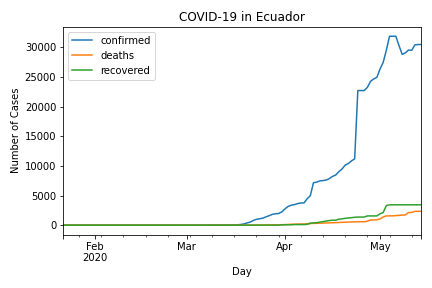 COVID-19 in Ecuador
confirmed
deaths
recovered
30000
25000
20000
15000
10000
5000
0
Number of Cases
Feb
2020
Mar
Apr
May
Day